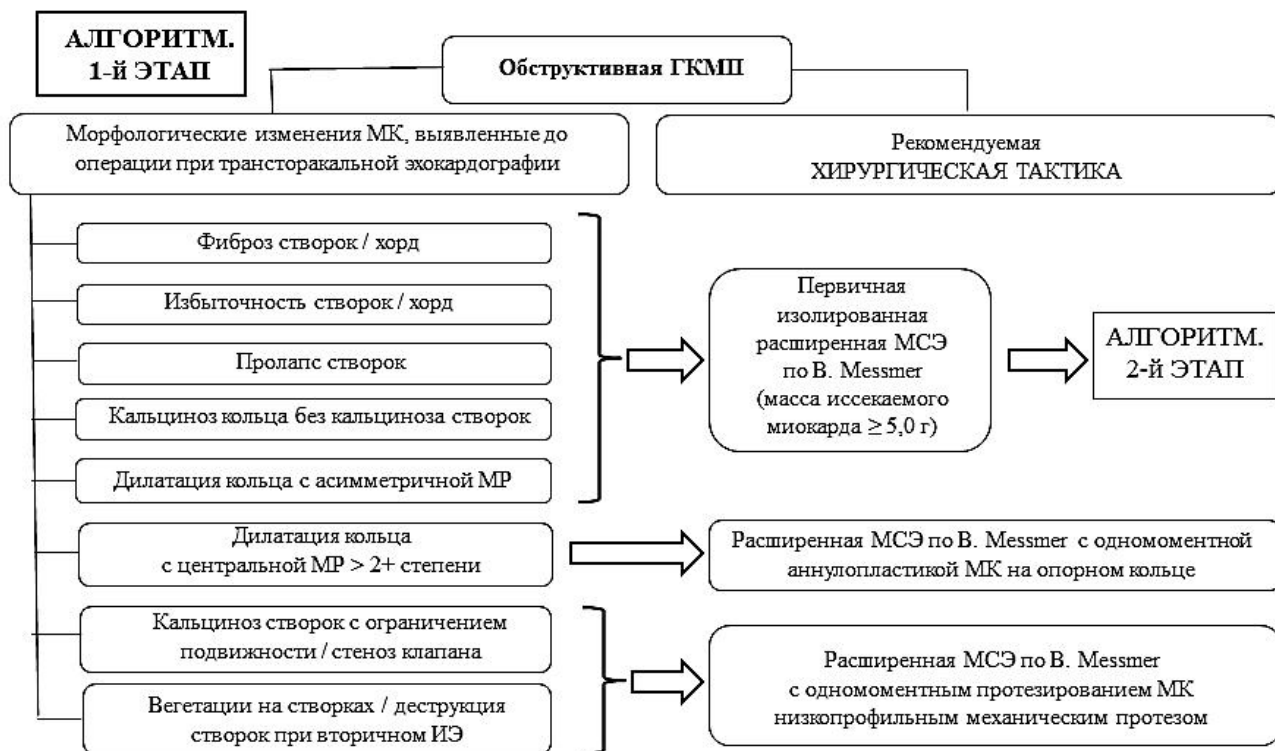 АЛГОРИТМ.
1-й ЭТАП
Обструктивная ГКМП
Морфологические изменения МК, выявленные до
операции при трансторакальной эхокардографии
Рекомендуемая
ХИРУРГИЧЕСКАЯ ТАКТИКА
Фиброз створок / хорд
Избыточность створок / хорд
Пролапс створок
Кальциноз кольца без кальциноза створок
Дилатация кольца с асимметричной МР
Первичная
изолированная
расширенная МСЭ
по B. Messmer
(масса иссекаемого
миокарда ≥ 5,0 г)
АЛГОРИТМ.
2-й ЭТАП
Дилатация кольца
с центральной МР > 2+ степени
Расширенная МСЭ по B. Messmer с одномоментной
аннулопластикой МК на опорном кольце
Кальциноз створок с ограничением
подвижности / стеноз клапана
Вегетации на створках / деструкция
створок при вторичном ИЭ
Расширенная МСЭ по B. Messmer
с одномоментным протезированием МК
низкопрофильным механическим протезом